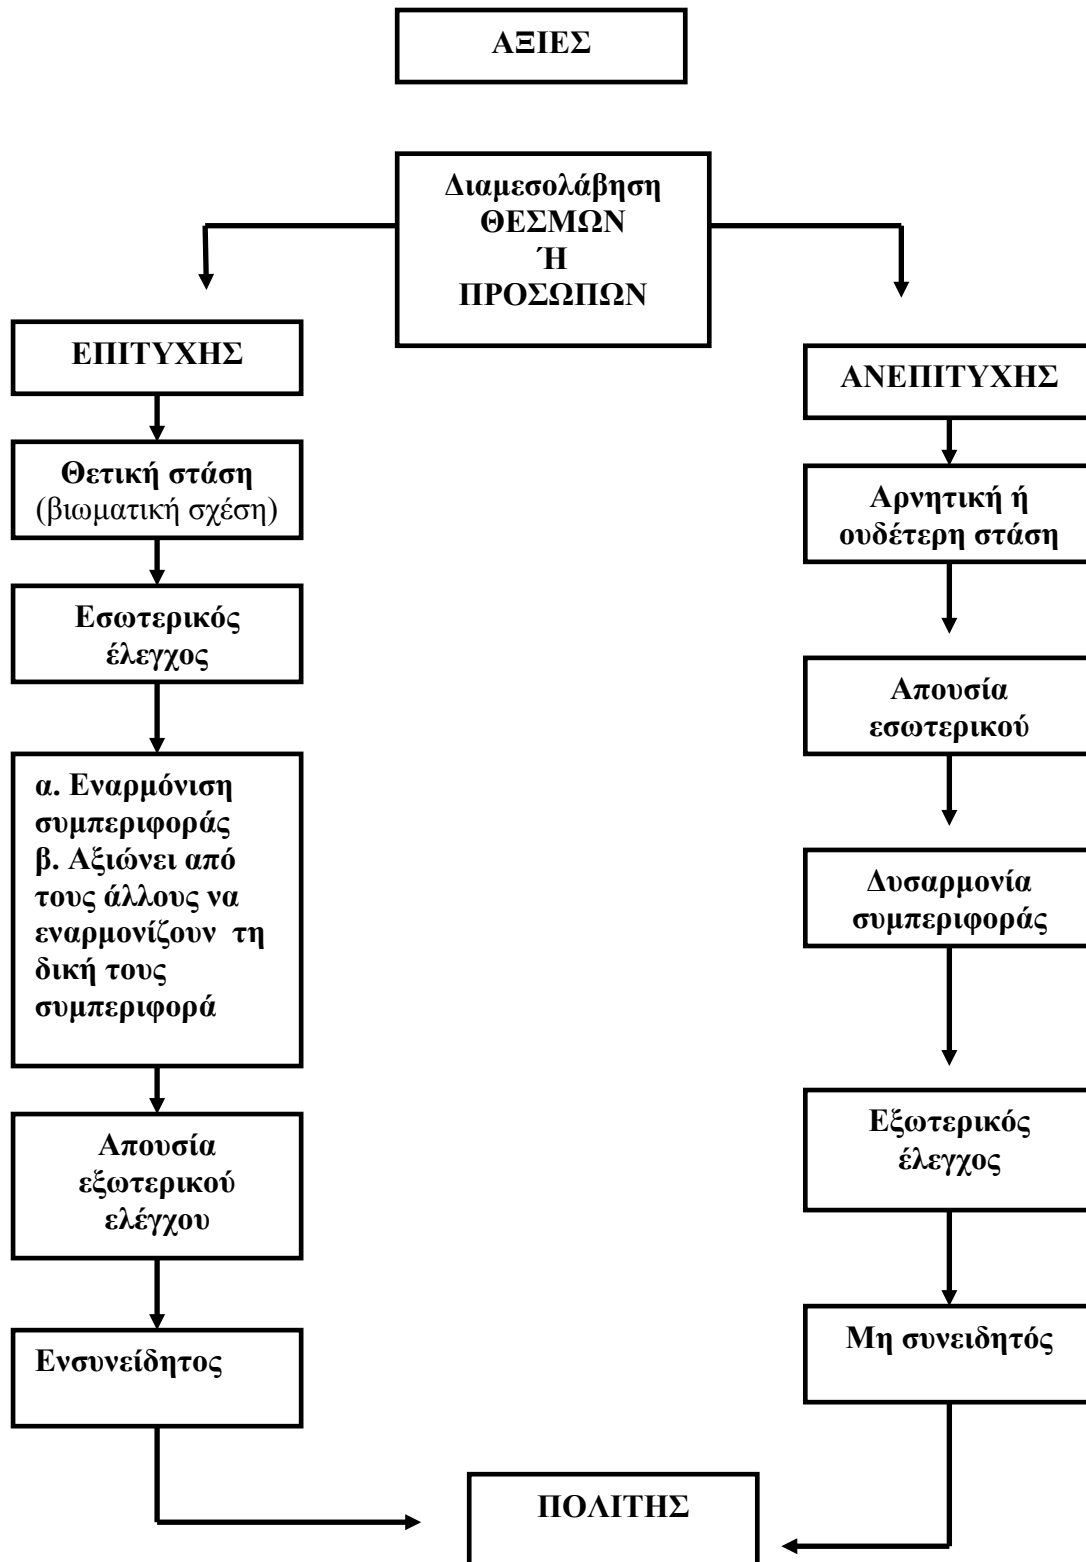 ΑΞΙΕΣ
Διαμεσολάβηση
ΘΕΣΜΩΝ
Ή
ΠΡΟΣΩΠΩΝ
ΕΠΙΤΥΧΗΣ
Θετική στάση
(βιωματική σχέση)
Εσωτερικός
έλεγχος
α. Εναρμόνιση
συμπεριφοράς
β. Αξιώνει από
τους άλλους να
εναρμονίζουν τη
δική τους
συμπεριφορά
Απουσία
εξωτερικού
ελέγχου
Ενσυνείδητος
ΑΝΕΠΙΤΥΧΗΣ
Αρνητική ή
ουδέτερη στάση
Απουσία
εσωτερικού
Δυσαρμονία
συμπεριφοράς
Εξωτερικός
έλεγχος
Μη συνειδητός
ΠΟΛΙΤΗΣ